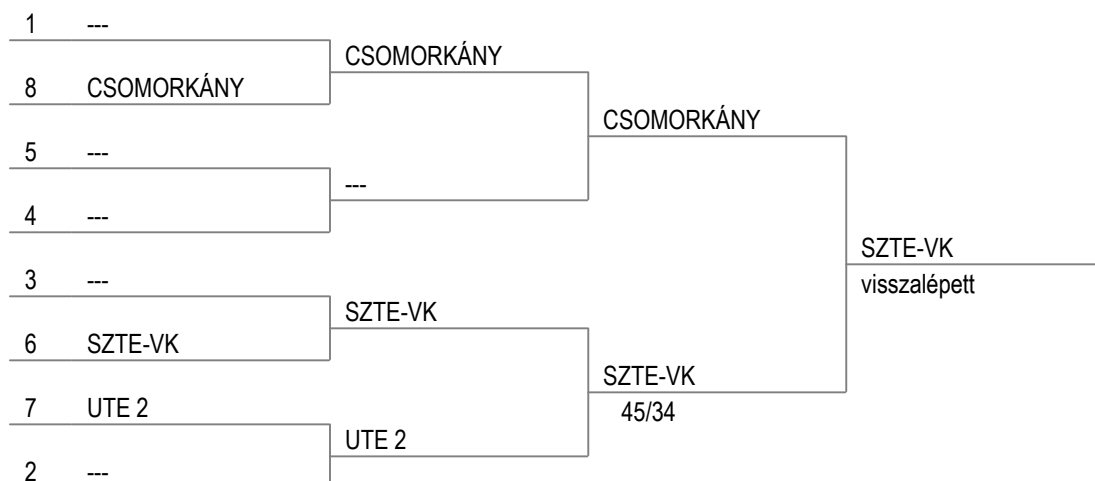 1 ---
CSOMORKÁNY
8 CSOMORKÁNY
CSOMORKÁNY
5 ---
---
4 ---
SZTE-VK
visszalépett
3 ---
SZTE-VK
6 SZTE-VK
SZTE-VK
45/34
7 UTE 2
UTE 2
2 ---